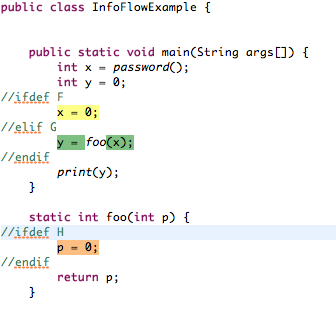 public class InfoFlowExample {
public static void main(String args[]) {
int x = password();
int y = 0;
//ifdef F
x = 0;
//elif G
y = foo(x);
//endif
print(y);
}
static int foo(int p) {
//ifdef H
p = 0;
//endif
return p;
}